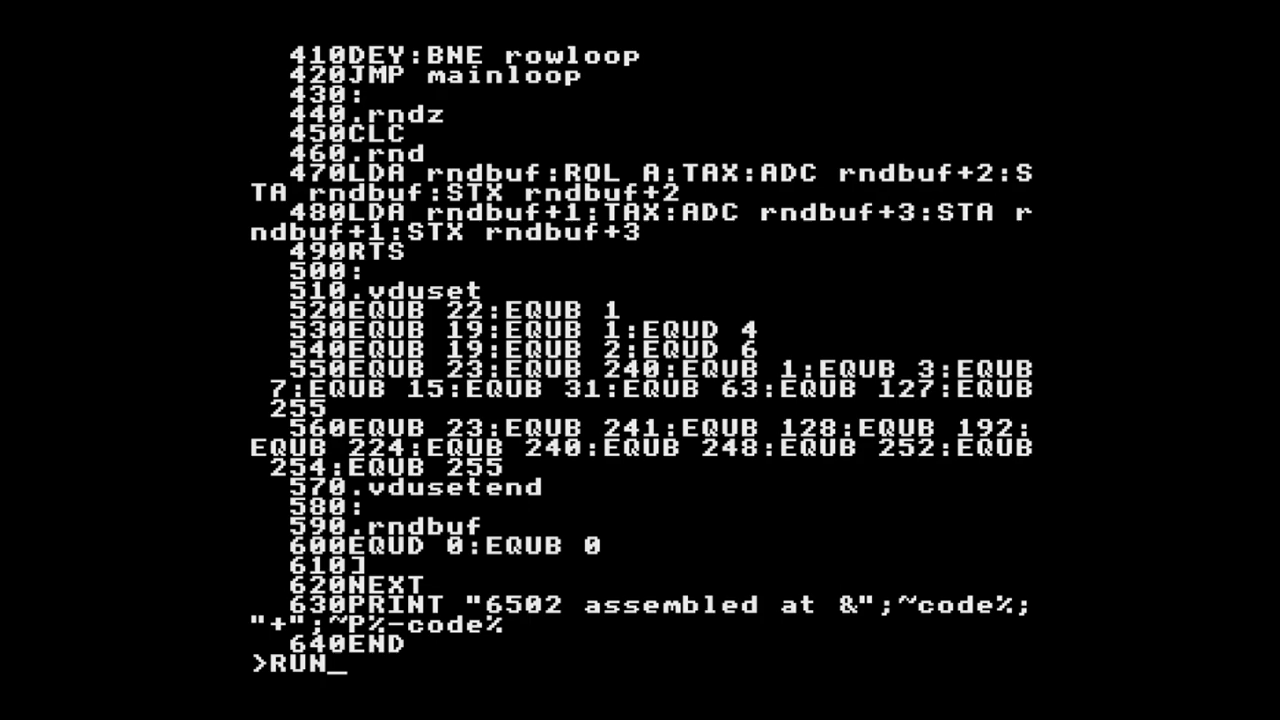 410DEY:BNE rowloop
420JMP mainloop
430:
440.rndz
450CLC
460.rnd
470LDA rndbuf:ROL A:TAX:ADC rndbuf+2:S
TA rndbuf:STX rndbuf+2
480LDA rndbuf+1:TAX:ADC rndbuf+3:STA r
ndbuf+1:STX rndbuf+3
490RTS
500:
510.vduset
520EQUB 22:EQUB 1
530EQUB 19:EQUB 1:EQUD 4
540EQUB 19:EQUB 2:EQUD 6
550EQUB 23:EQUB 240:EQUB 1:EQUB 3:EQUB
7:EQUB 15:EQUB 31:EQUB 63:EQUB 127:EQUB
255
560EQUB 23:EQUB 241:EQUB 128:EQUB 192:
EQUB 224:EQUB 240:EQUB 248:EQUB 252:EQUB
254:EQUB 255
570.vdusetend
580:
590.rndbuf
600EQUD 0:EQUB 0
610]
620NEXT
630PRINT "6502 assembled at &";~code%;
"+";~P%-code%
640END
>RUN_